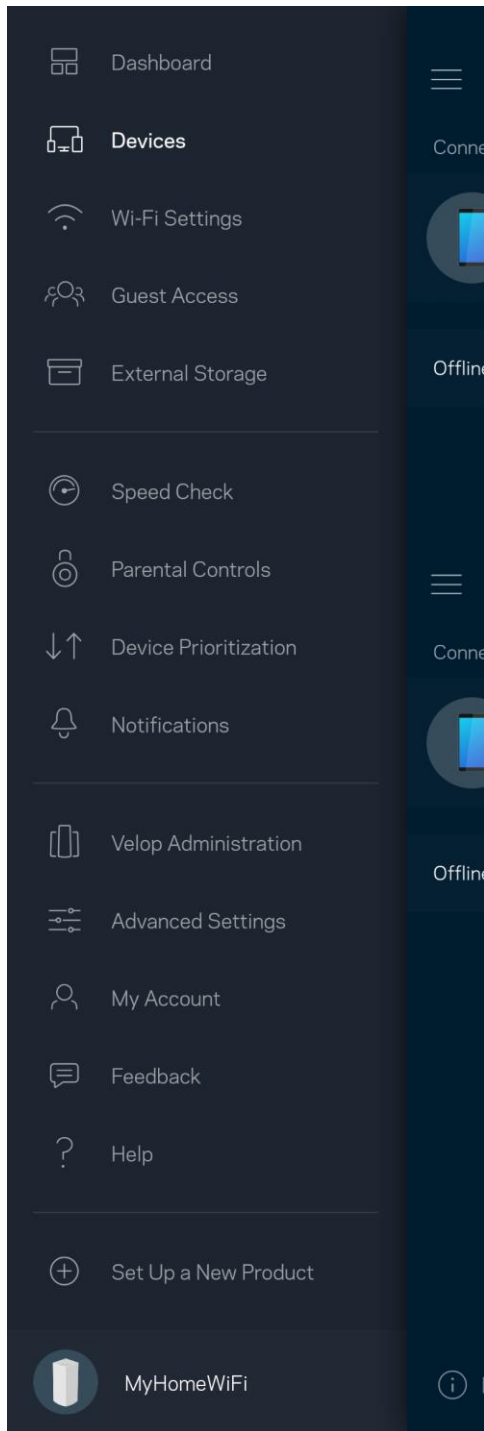 Dashboard
Devices
Wi-Fi Settings
Guest Access
External Storage
Speed Check
Parental Controls
Device Prioritization
Notifications
Velop Administration
Advanced Settings
My Account
Feedback
Help
Set Up a New Product
MyHomeWiFi